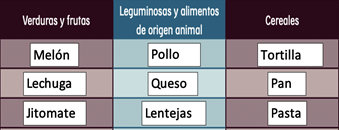 Verduras y frutas
Leguminosas y alimentos
de origen animal
Cereales
Melón
Pollo
Tortilla
Lechuga
Queso
Pan
Jitomate
Lentejas
Pasta